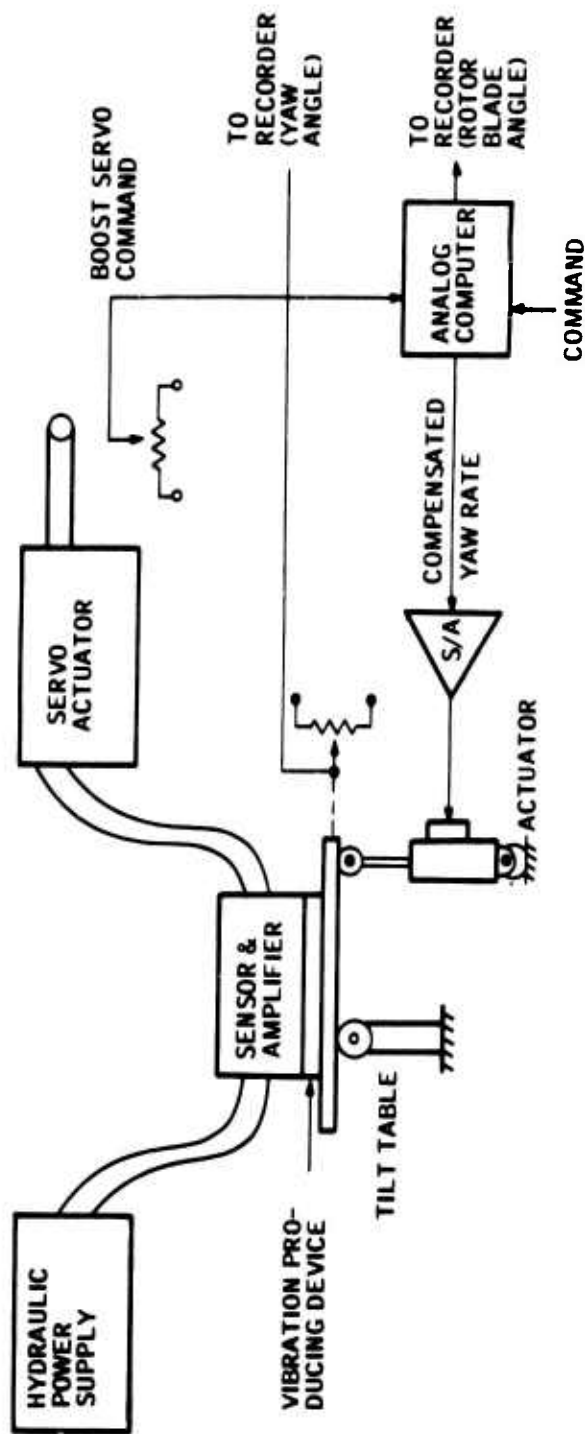 HYDRAULIC
POWER
SUPPLY
SERVO
ACTUATOR
BOOST SERVO
COMMAND
SENSOR &
AMPLIFIER
VIBRATION PRO-
DUCING DEVICE
TILT TABLE
ACTUATOR
S/A
COMPENSATED
YAW RATE
ANALOG
COMPUTER
COMMAND
TO
RECORDER
(YAW
ANGLE)
TO
RECORDER
(ROTOR
BLADE
ANGLE)